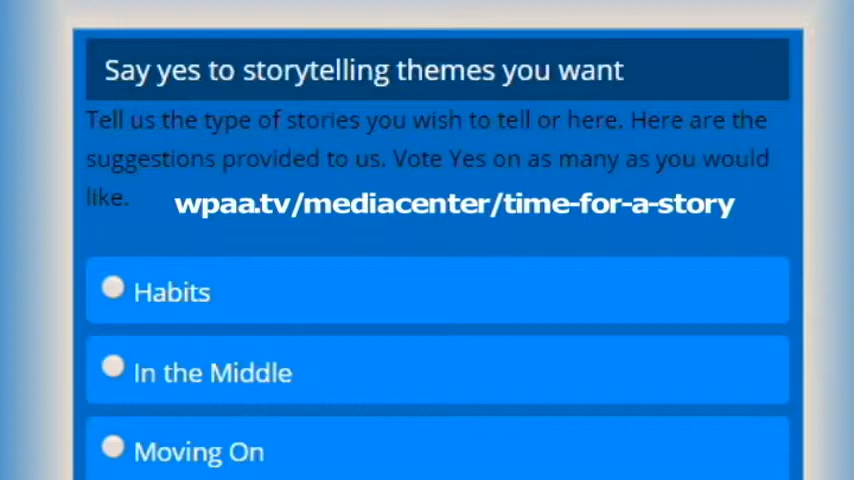 Say yes to storytelling themes you want
Tell us the type of stories you wish to tell or here. Here are the
suggestions provided to us. Vote Yes on as many as you would
like.
wpaa.tv/mediacenter/time-for-a-story
Habits
In the Middle
Moving On